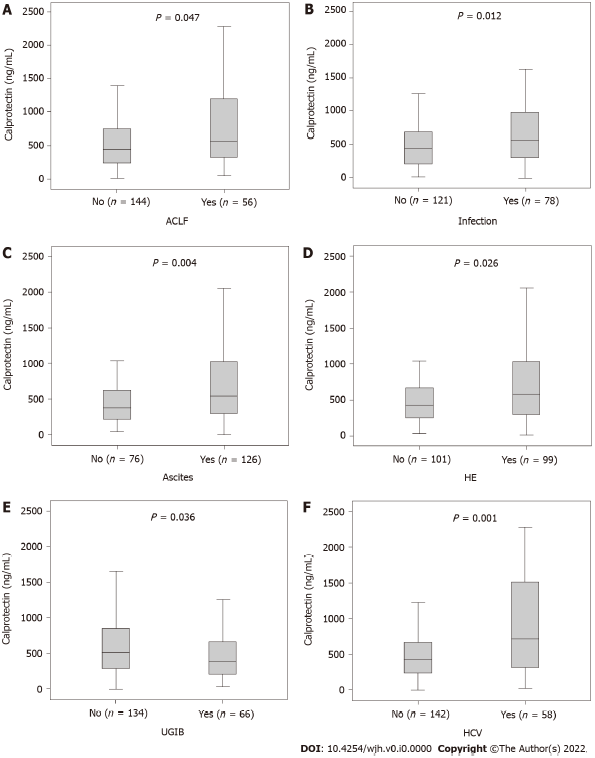 A
P = 0.047
Calprotectin (ng/mL)
2500
2000
1500
1000
500
0
No (n = 144)
Yes (n = 56)
ACLF
B
P = 0.012
Calprotectin (ng/mL)
2500
2000
1500
1000
500
0
No (n = 121)
Yes (n = 78)
Infection
C
P = 0.004
Calprotectin (ng/mL)
2500
2000
1500
1000
500
0
No (n = 76)
Yes (n = 126)
Ascites
D
P = 0.026
Calprotectin (ng/mL)
2500
2000
1500
1000
500
0
No (n = 101)
Yes (n = 99)
HE
E
P = 0.036
Calprotectin (ng/mL)
2500
2000
1500
1000
500
0
No (n = 134)
Yes (n = 66)
UGIB
F
P = 0.001
Calprotectin (ng/mL)
2500
2000
1500
1000
500
0
No (n = 142)
Yes (n = 58)
HCV
DOI: 10.4254/wjh.v0.i0.0000 Copyright ©The Author(s) 2022.